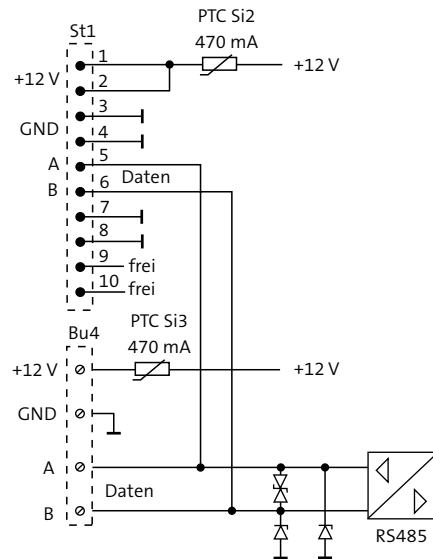 PTC Si2
St1
470 mA
1
+12 V
+12 V
2
3
GND
4
A
5
Daten
B
6
7
8
9 frei
10 frei
Bu4
PTC Si3
470 mA
+12 V
+12 V
GND
A
Daten
B
RS485